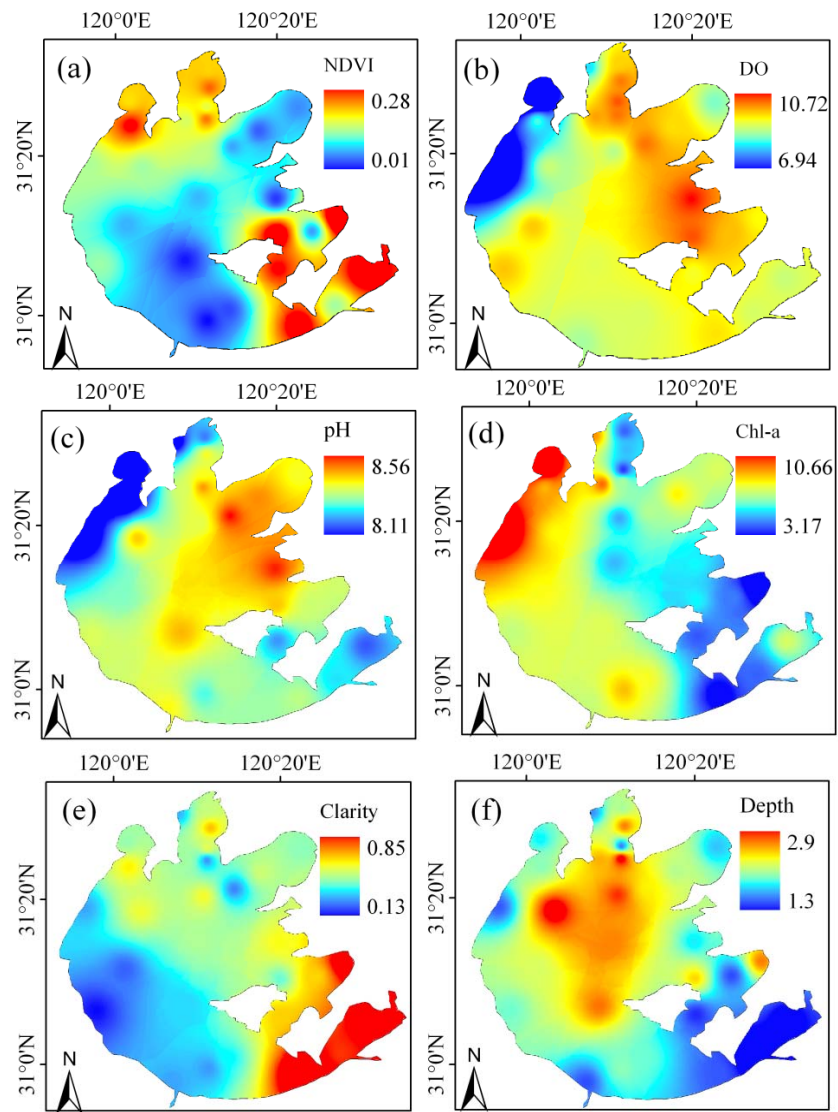 120°0'E 120°20'E
(a) NDVI
0.28
0.01
31°20'N
31°0'N
N
120°0'E 120°20'E
(b) DO
10.72
6.94
31°20'N
31°0'N
N
120°0'E 120°20'E
(c) pH
8.56
8.11
31°20'N
31°0'N
N
120°0'E 120°20'E
(d) Chl-a
10.66
3.17
31°20'N
31°0'N
N
120°0'E 120°20'E
(e) Clarity
0.85
0.13
31°20'N
31°0'N
N
120°0'E 120°20'E
(f) Depth
2.9
1.3
31°20'N
31°0'N
N